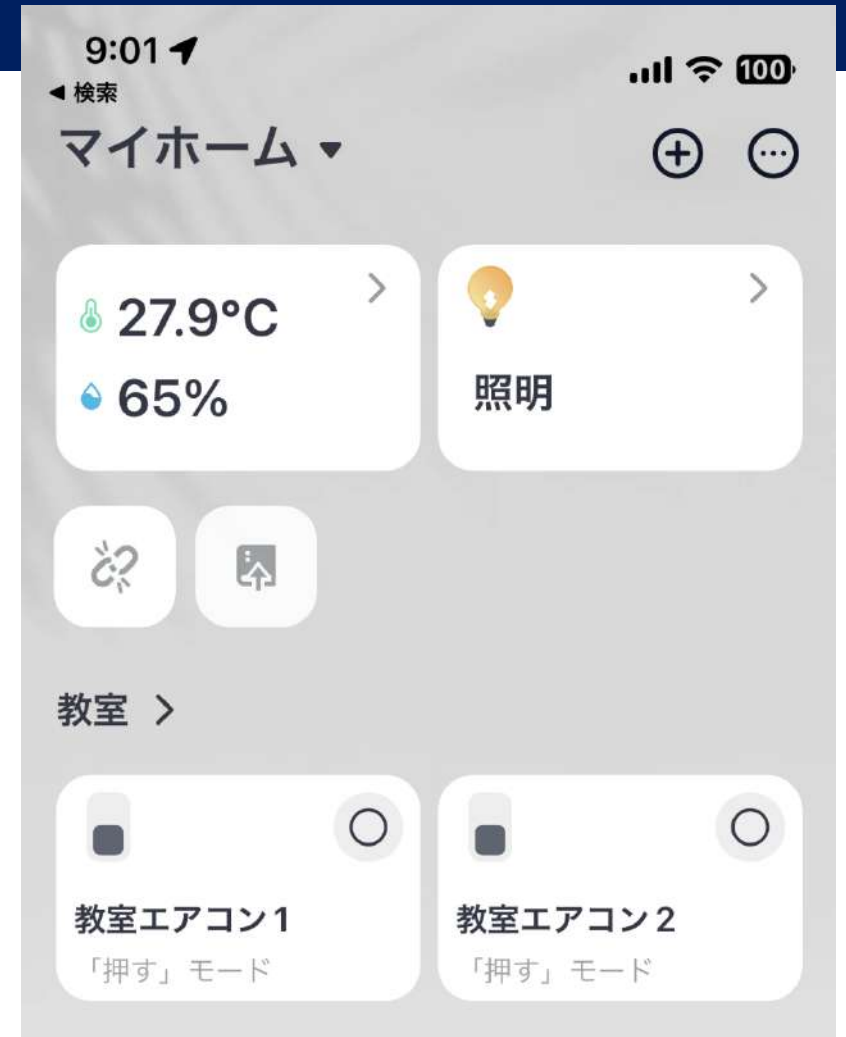 9:01
100
検索
マイホーム
27.9°C
65%
照明
教室
教室エアコン1
「押す」モード
教室エアコン2
「押す」モード